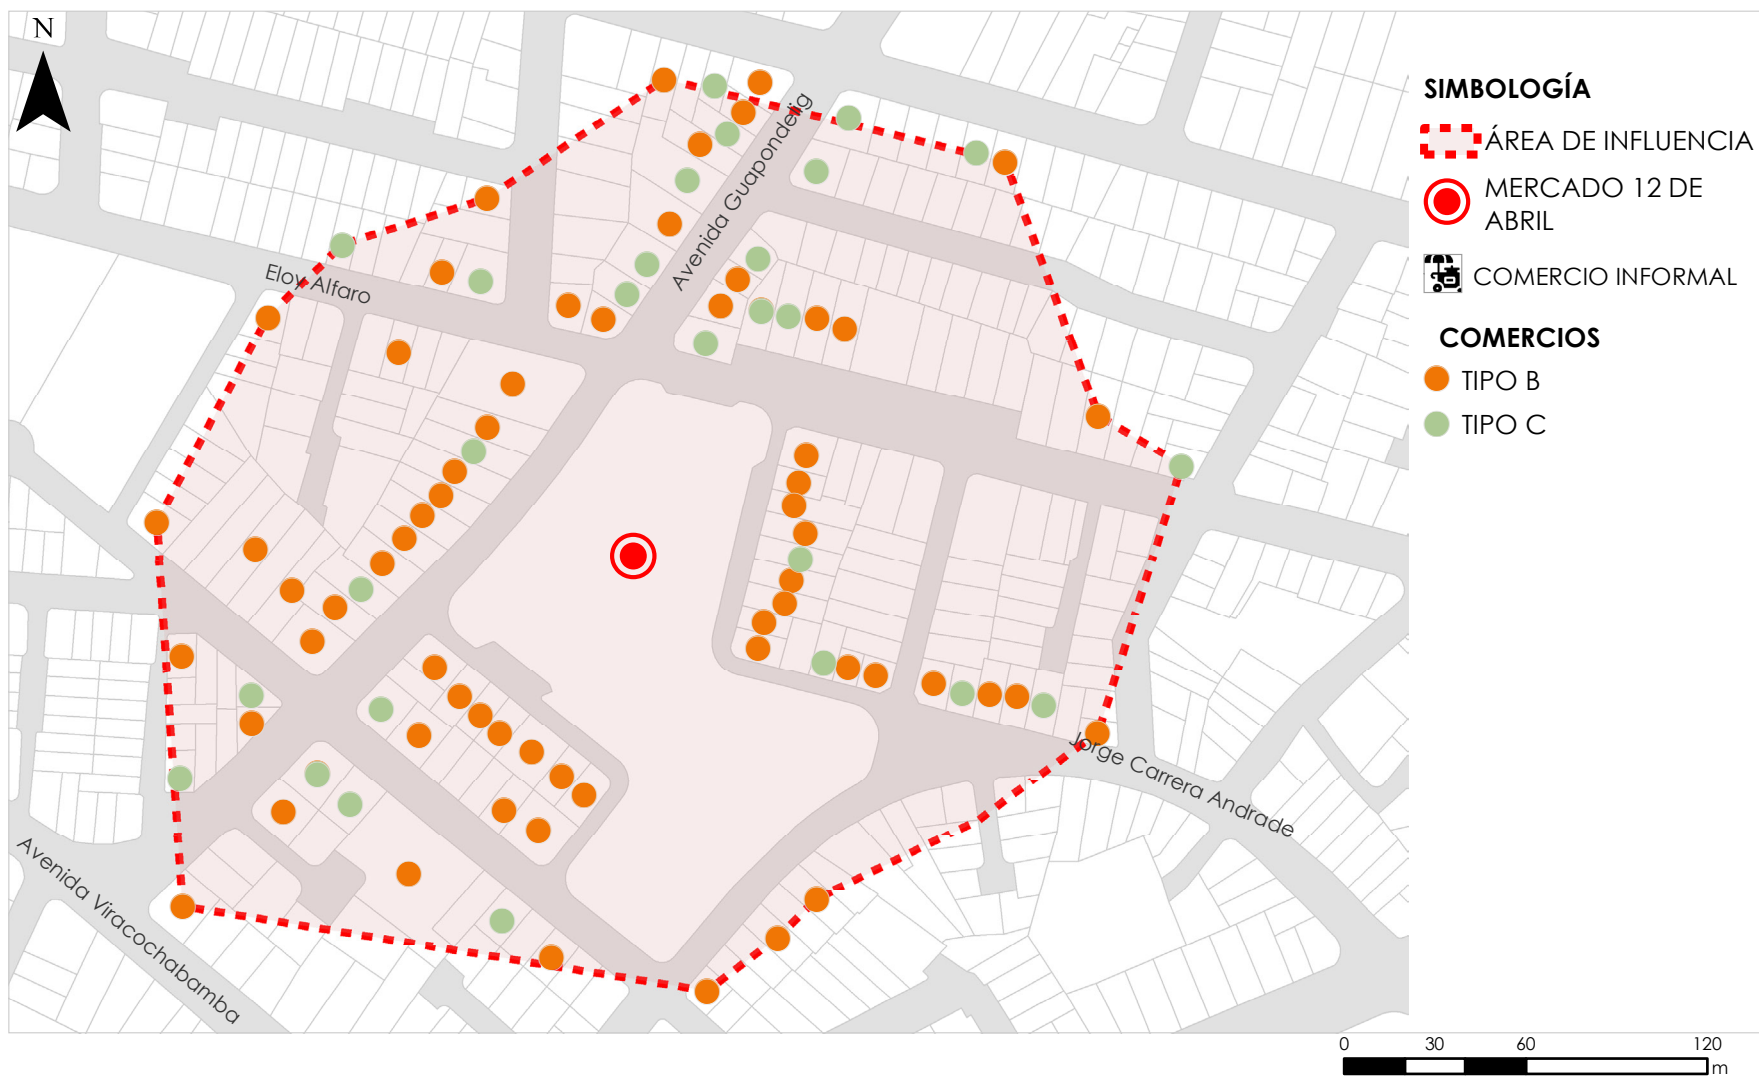 N
Avenida Guapondelig
Eloy Alfaro
Jorge Carrera Andrade
Avenida Viracochabamba
SIMBOLOGÍA
ÁREA DE INFLUENCIA
MERCADO 12 DE
ABRIL
COMERCIO INFORMAL
COMERCIOS
TIPO B
TIPO C
0 30 60 120
m